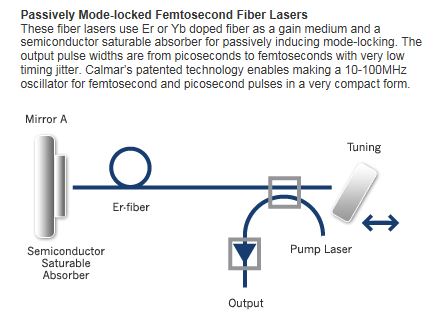 Passively Mode-locked Femtosecond Fiber Lasers
These fiber lasers use Er or Yb doped fiber as a gain medium and a
semiconductor saturable absorber for passively inducing mode-locking. The
output pulse widths are from picoseconds to femtoseconds with very low
timing jitter. Calmar's patented technology enables making a 10-100MHz
oscillator for femtosecond and picosecond pulses in a very compact form.
Mirror A
Tuning
Er-fiber
Semiconductor
Saturable
Absorber
Pump Laser
Output